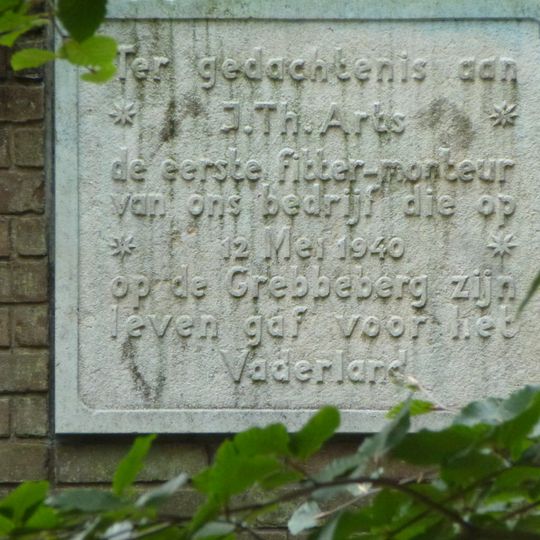 Ter gedachtenis aan
J.Th. Arts
de eerste fitter-monteur
van ons bedrijf die op
12 Mei 1940
op de Grebbeberg zijn
leven gaf voor het
Vaderland